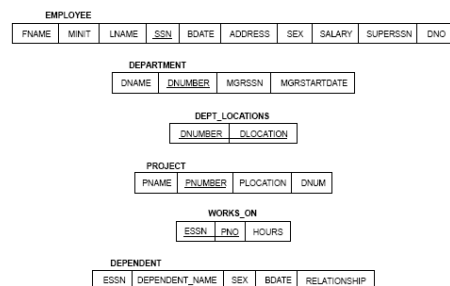 EMPLOYEE
FNAME MINIT LNAME SSN BDATE ADDRESS SEX SALARY SUPERSSN DNO
DEPARTMENT
DNAME DNUMBER MGRSSN MGRSTARTDATE
DEPT_LOCATIONS
DNUMBER DLOCATION
PROJECT
PNAME PNUMBER PLOCATION DNUM
WORKS_ON
ESSN PNO HOURS
DEPENDENT
ESSN DEPENDENT_NAME SEX BDATE RELATIONSHIP